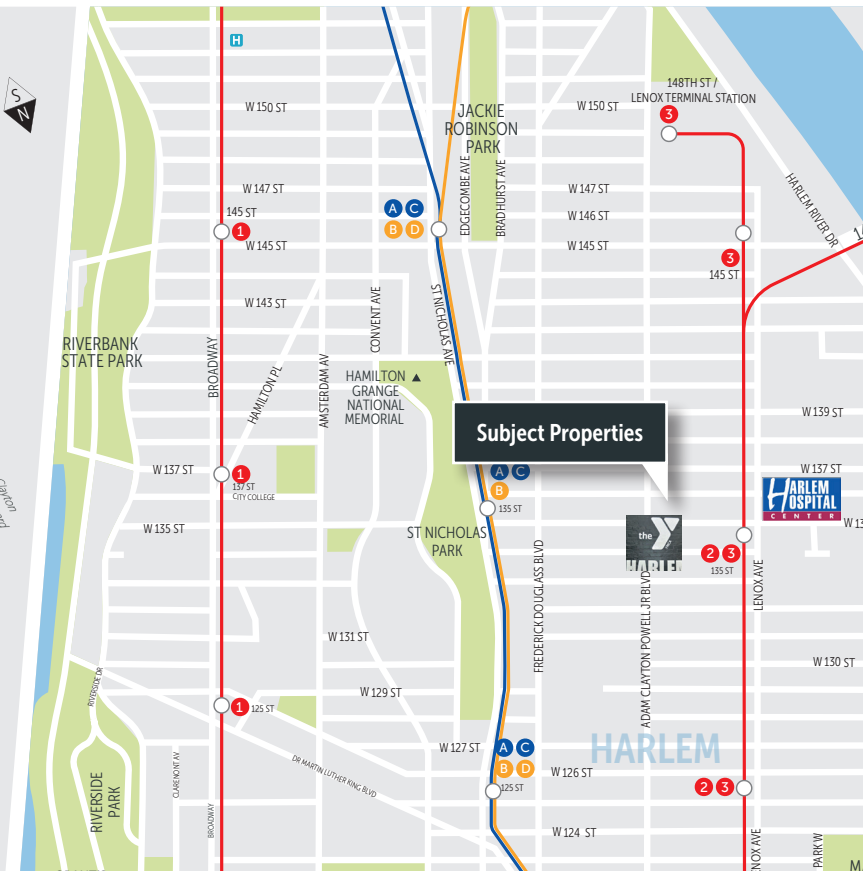 S
N
H
W 150 ST
JACKIE
ROBINSON
PARK
W 150 ST
148TH ST /
LENOX TERMINAL STATION
3
EDGECOMBE AVE
BRADHURST AVE
HARLEM RIVER DR
W 147 ST
W 147 ST
145 ST
1
A C
B D
W 146 ST
W 145 ST
W 145 ST
3
145 ST
W 143 ST
CONVENT AVE
ST NICHOLAS AVE
RIVERBANK
STATE PARK
BROADWAY
HAMILTON PL
AMSTERDAM AV
HAMILTON
GRANGE
NATIONAL
MEMORIAL
W 139 ST
Subject Properties
W 137 ST
1
137 ST
CITY COLLEGE
A C
B
135 ST
W 137 ST
HARLEM
HOSPITAL
CENTER
Clayton
W 135 ST
ST NICHOLAS
PARK
the Y
HARLEM
2 3
135 ST
FREDERICK DOUGLASS BLVD
ADAM CLAYTON POWELL JR BLVD
LENOX AVE
W 131 ST
W 130 ST
RIVERSIDE DR
W 129 ST
1
125 ST
W 127 ST
A C
B D
125 ST
HARLEM
W 126 ST
2 3
CLAREMONT AV
DR MARTIN LUTHER KING BLVD
RIVERSIDE
PARK
BROADWAY
W 124 ST
NOX AVE
PARK W
M